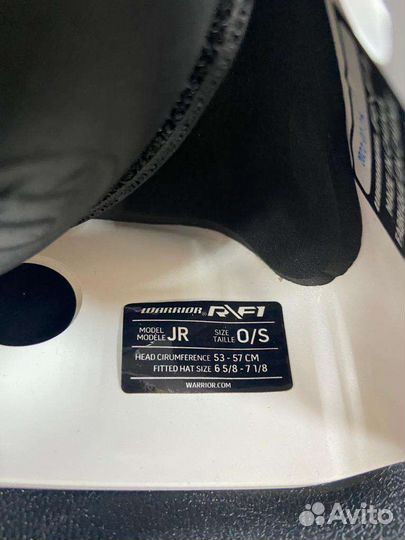 WARRIOR R/F1
MODEL
MODÈLE JR SIZE
TAILLE O/S
HEAD CIRUMFERENCE 53 - 57 CM
FITTED HAT SIZE 6 5/8 - 7 1/8
WARRIOR.COM
Avito